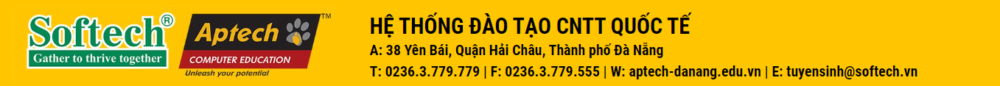 Softech®
Gather to thrive together
Aptech™
COMPUTER EDUCATION
Unleash your potential
HỆ THỐNG ĐÀO TẠO CNTT QUỐC TẾ
A: 38 Yên Bái, Quận Hải Châu, Thành phố Đà Nẵng
T: 0236.3.779.779 | F: 0236.3.779.555 | W: aptech-danang.edu.vn | E: tuyensinh@softech.vn